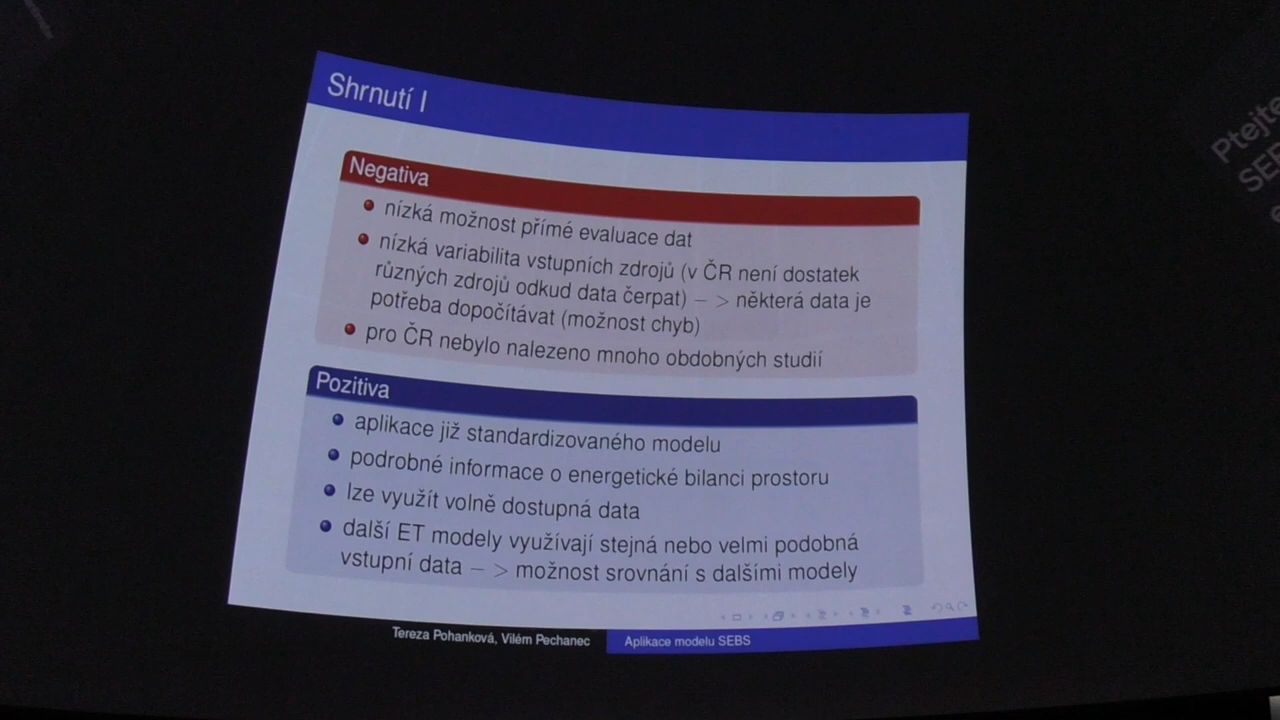 Shrnutí I
Negativa
nízká možnost přímé evaluace dat
nízká variabilita vstupních zdrojů (v ČR není dostatek
různých zdrojů odkud data čerpat) – > některá data je
potřeba dopočítávat (možnost chyb)
pro ČR nebylo nalezeno mnoho obdobných studií
Pozitiva
aplikace již standardizovaného modelu
podrobné informace o energetické bilanci prostoru
lze využít volně dostupná data
další ET modely využívají stejná nebo velmi podobná
vstupní data – > možnost srovnání s dalšími modely
Tereza Pohanková, Vilém Pechanec
Aplikace modelu SEBS